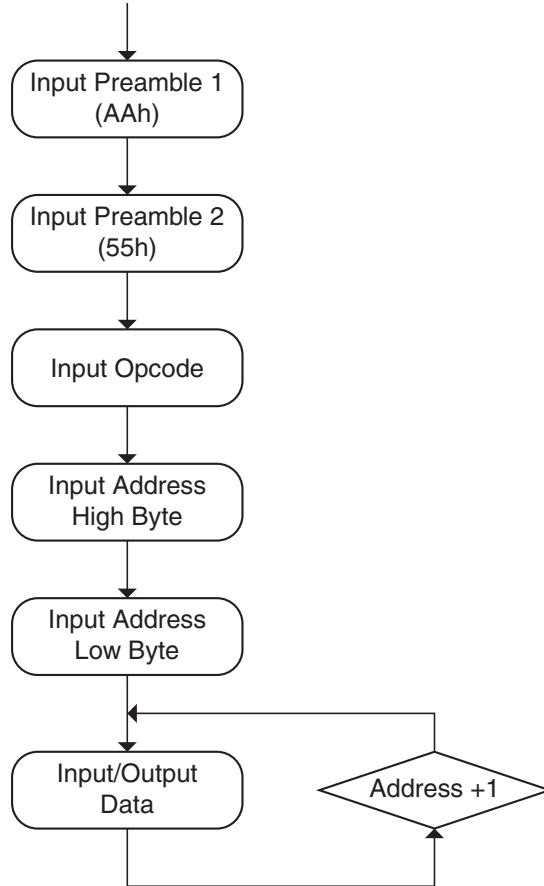 Input Preamble 1
(AAh)
Input Preamble 2
(55h)
Input Opcode
Input Address
High Byte
Input Address
Low Byte
Input/Output
Data
Address +1